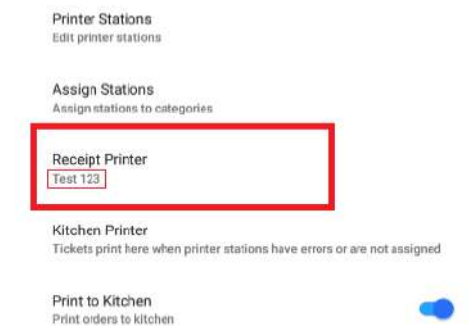 Printer Stations
Edit printer stations
Assign Stations
Assign stations to categories
Receipt Printer
Test 123
Kitchen Printer
Tickets print here when printer stations have errors or are not assigned
Print to Kitchen
Print orders to kitchen